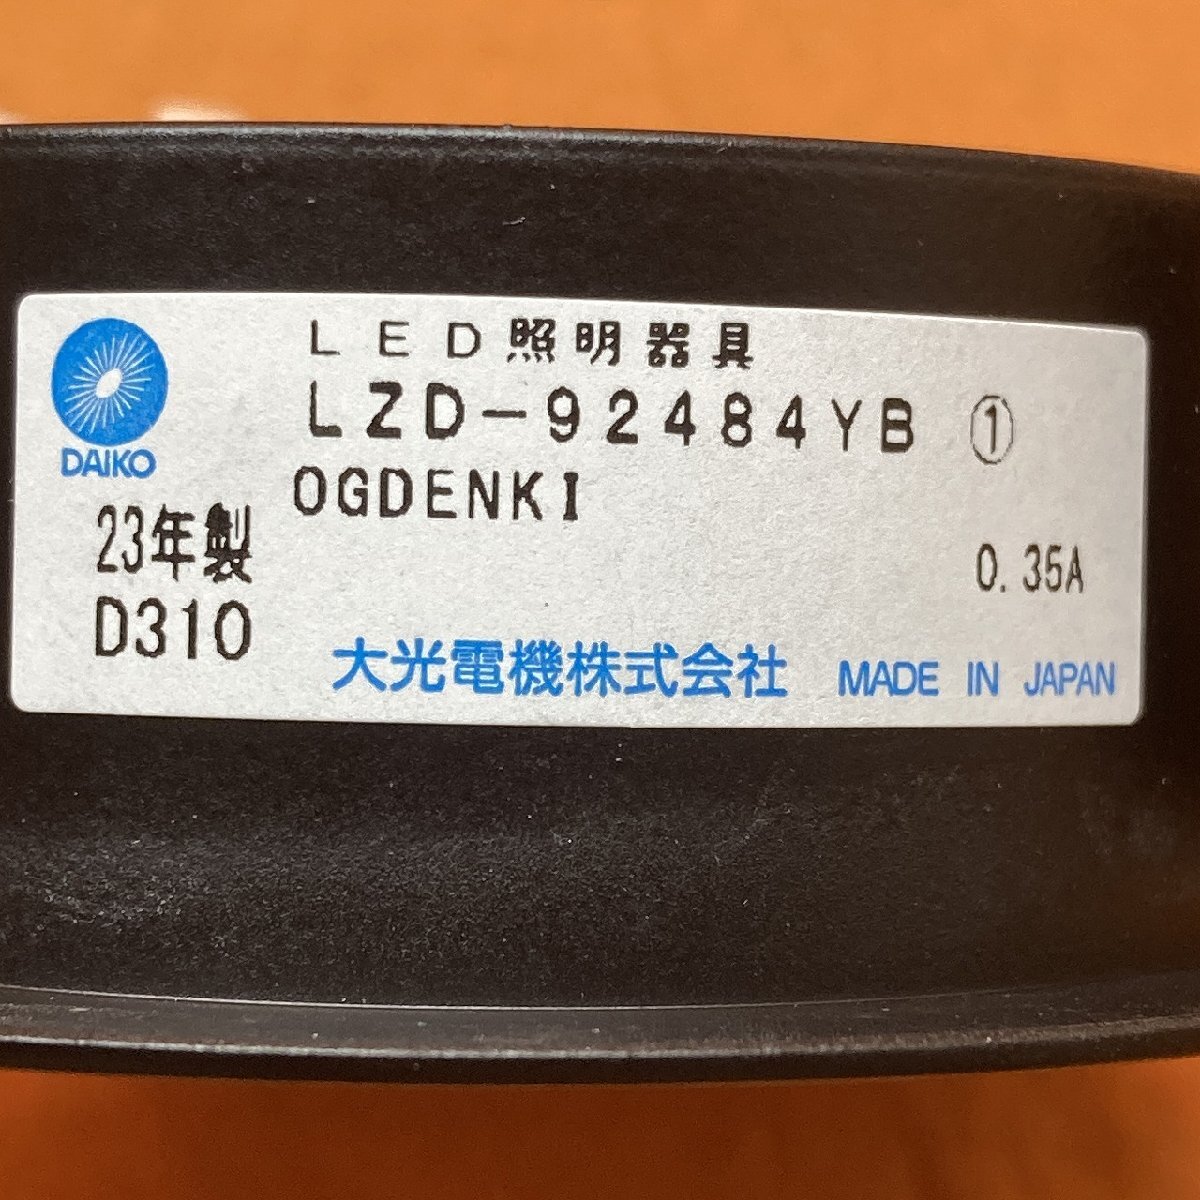 LED照明器具
LZD-92484YB ①
DAIKO
OGDENKI
23年製
0.35A
D310
大光電機株式会社 MADE IN JAPAN